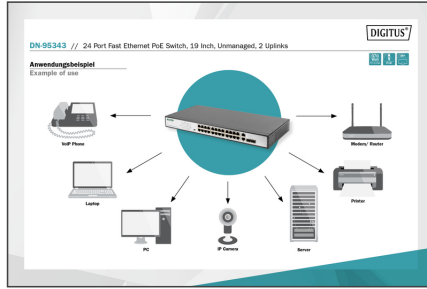 DIGITUS®
DN-95343 // 24 Port Fast Ethernet PoE Switch, 19 Inch, Unmanaged, 2 Uplinks
Anwendungsbeispiel
Example of use
VoIP Phone
Modem/ Router
Laptop
Printer
PC
IP Camera
Server